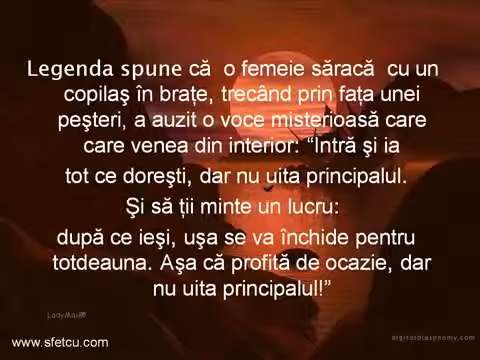 Legenda spune că o femeie săracă cu un
copilaş în braţe, trecând prin faţa unei
peşteri, a auzit o voce misterioasă care
care venea din interior: “Intră şi ia
tot ce doreşti, dar nu uita principalul.
Şi să ţii minte un lucru:
după ce ieşi, uşa se va închide pentru
totdeauna. Aşa că profită de ocazie, dar
nu uita principalul!”
www.sfetcu.com